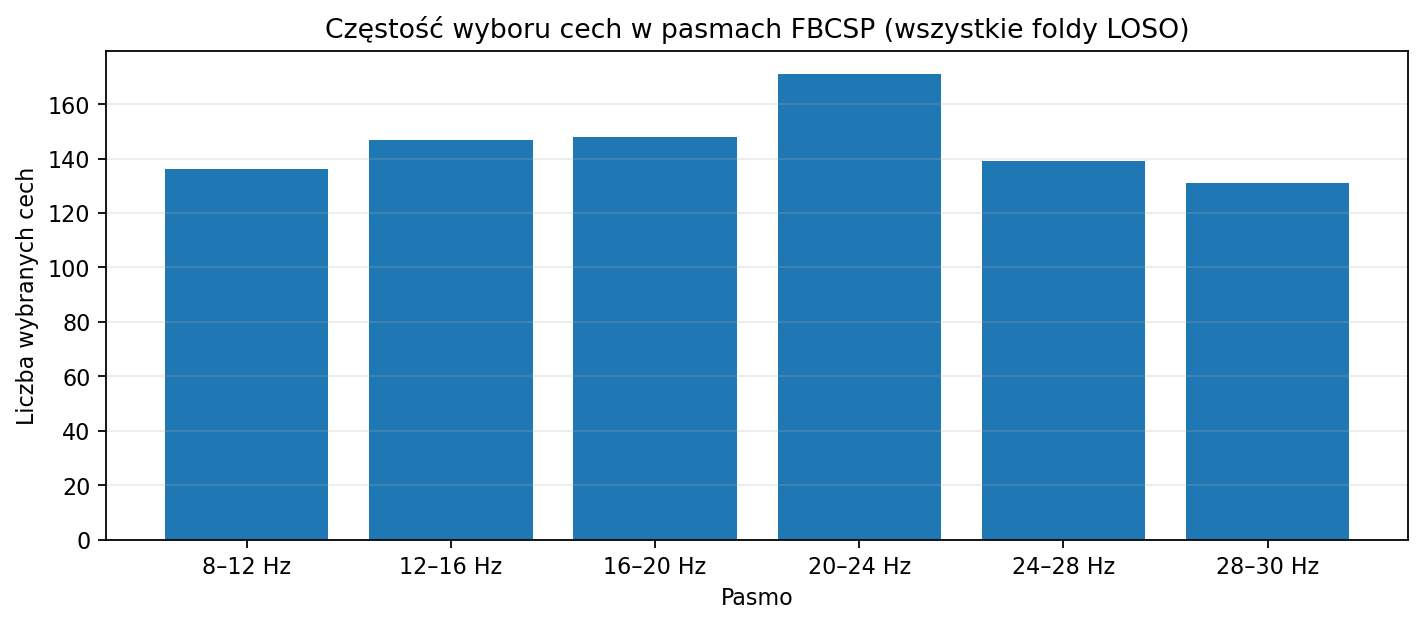 Częstość wyboru cech w pasmach FBCSP (wszystkie foldy LOSO)
Liczba wybranych cech
160
140
120
100
80
60
40
20
0
8–12 Hz
12–16 Hz
16–20 Hz
20–24 Hz
24–28 Hz
28–30 Hz
Pasmo